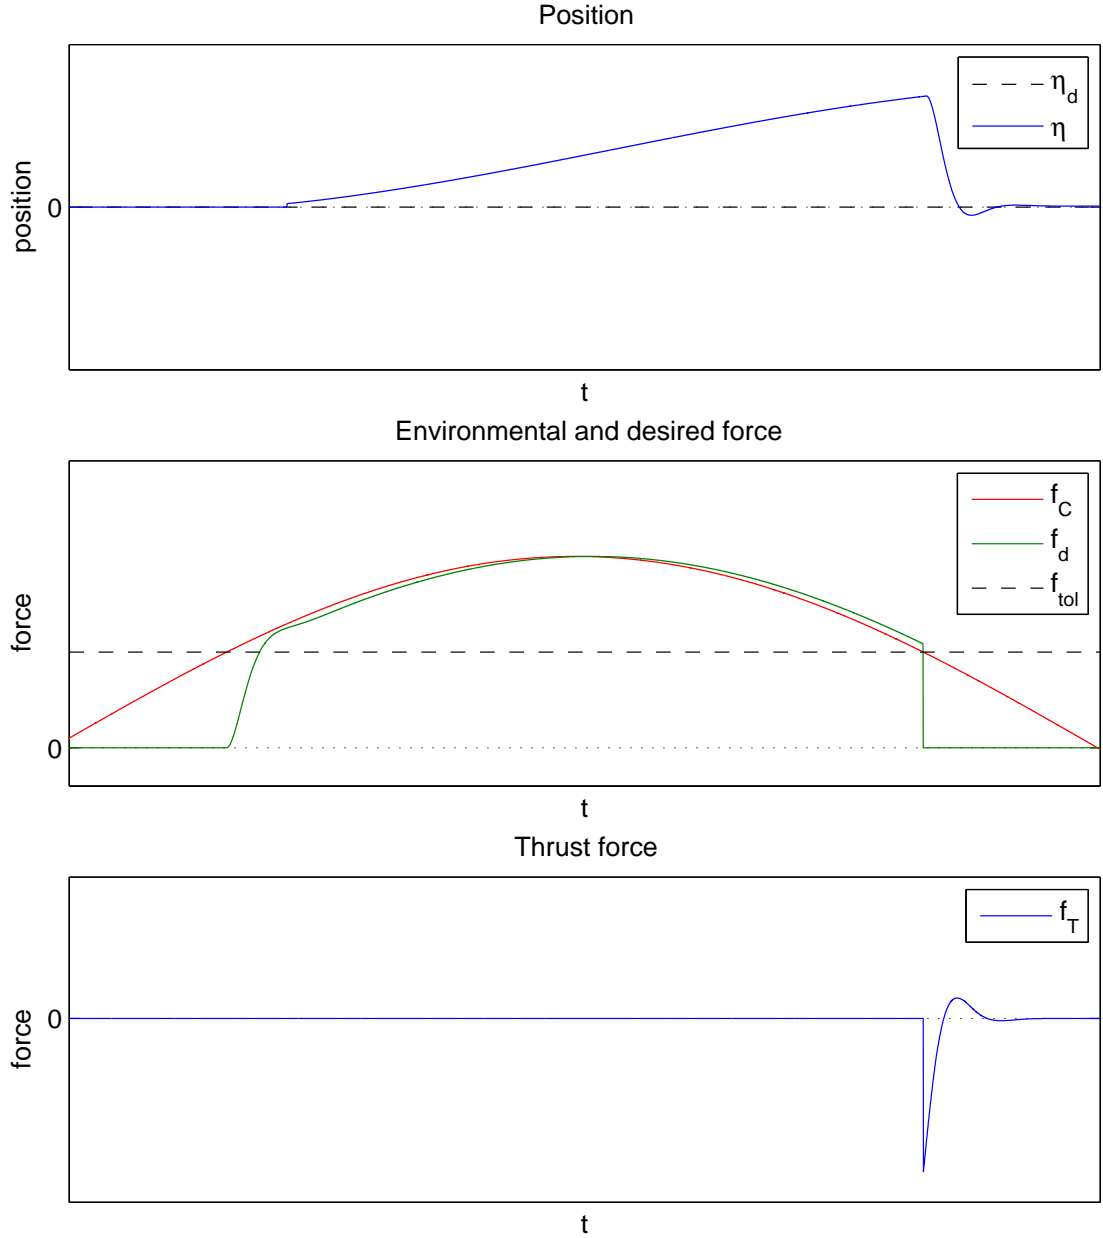 Position
η_d
η
position
0
t
Environmental and desired force
f_C
f_d
f_tol
force
0
t
Thrust force
f_T
force
0
t